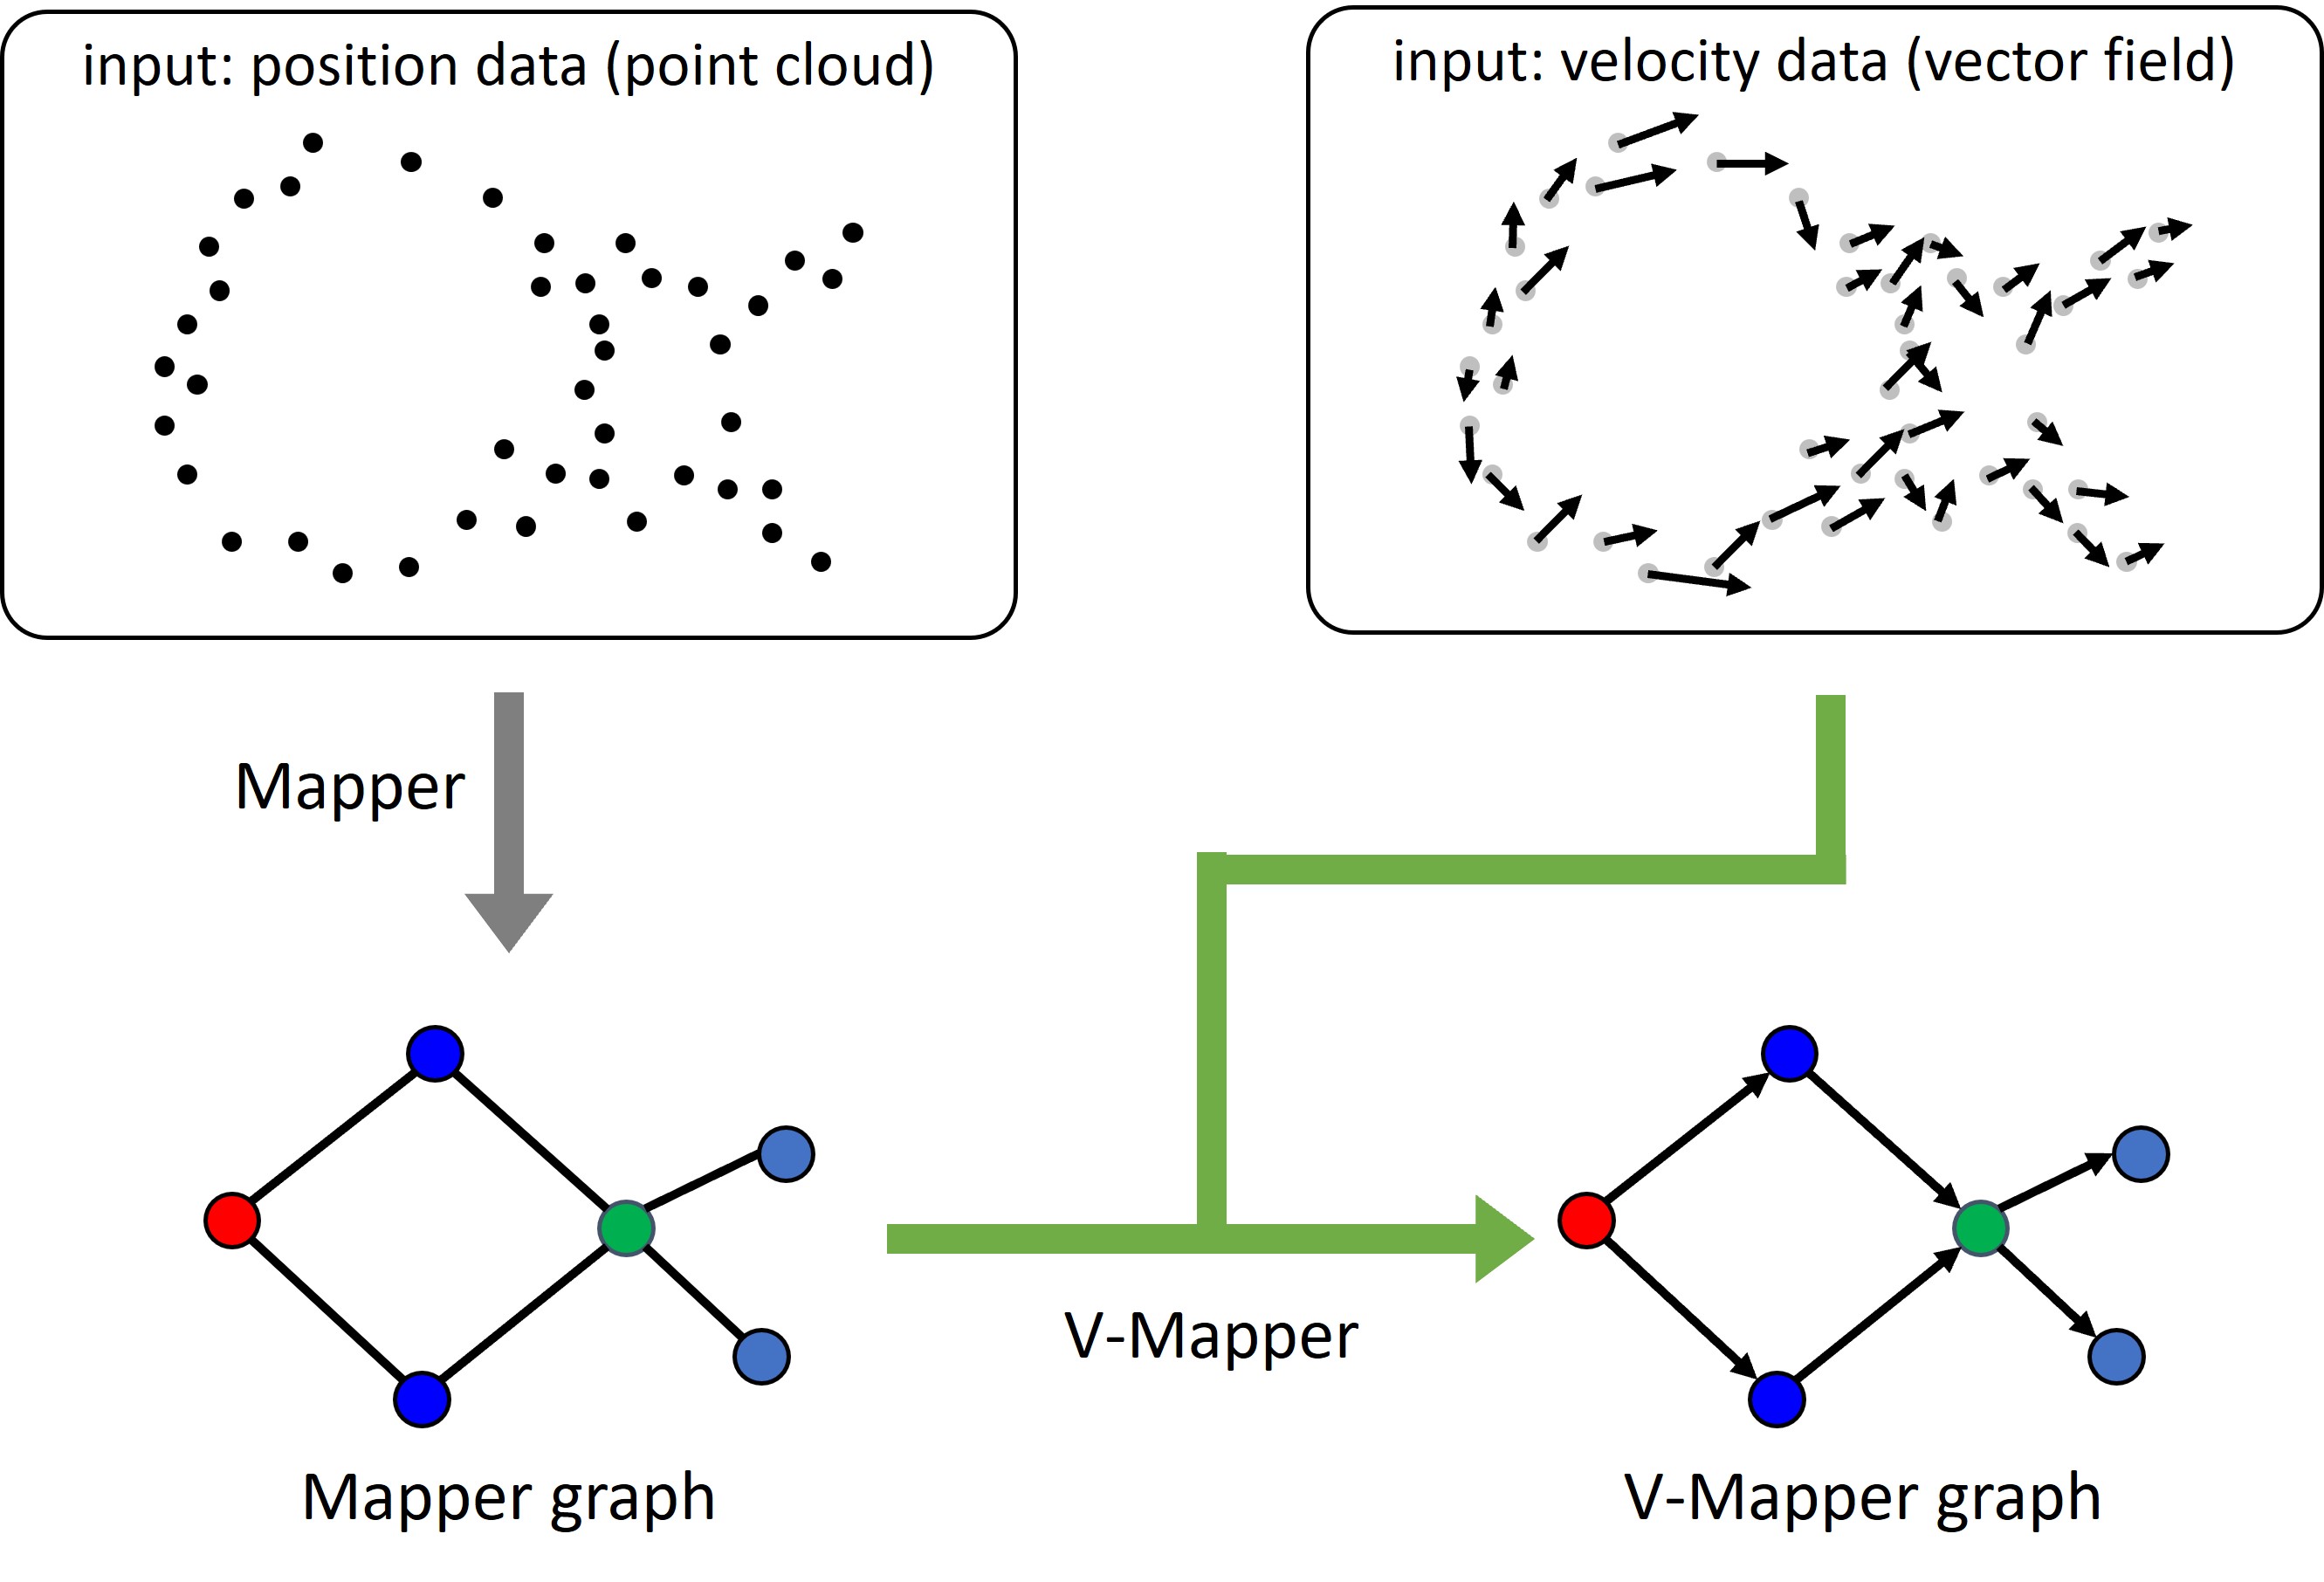 input: position data (point cloud)
input: velocity data (vector field)
Mapper
V-Mapper
Mapper graph
V-Mapper graph